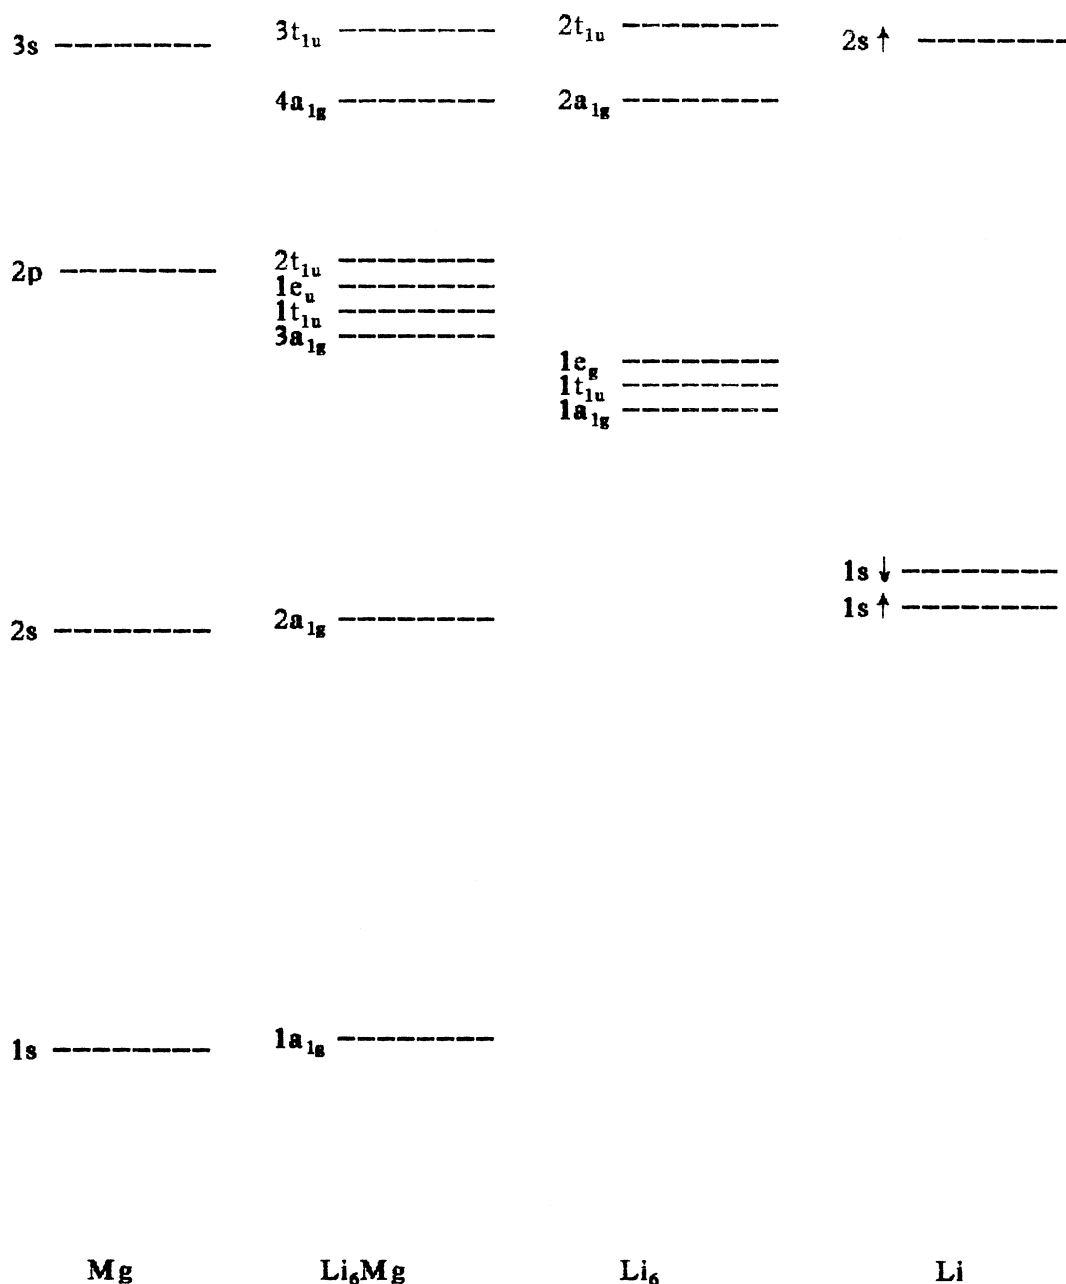 3s
3t₁ᵤ
2t₁ᵤ
2s ↑
4a₁g
2a₁g
2p
2t₁ᵤ
1eᵤ
1t₁ᵤ
3a₁g
1eg
1t₁ᵤ
1a₁g
1s ↓
1s ↑
2s
2a₁g
1s
1a₁g
Mg Li₆Mg Li₆ Li